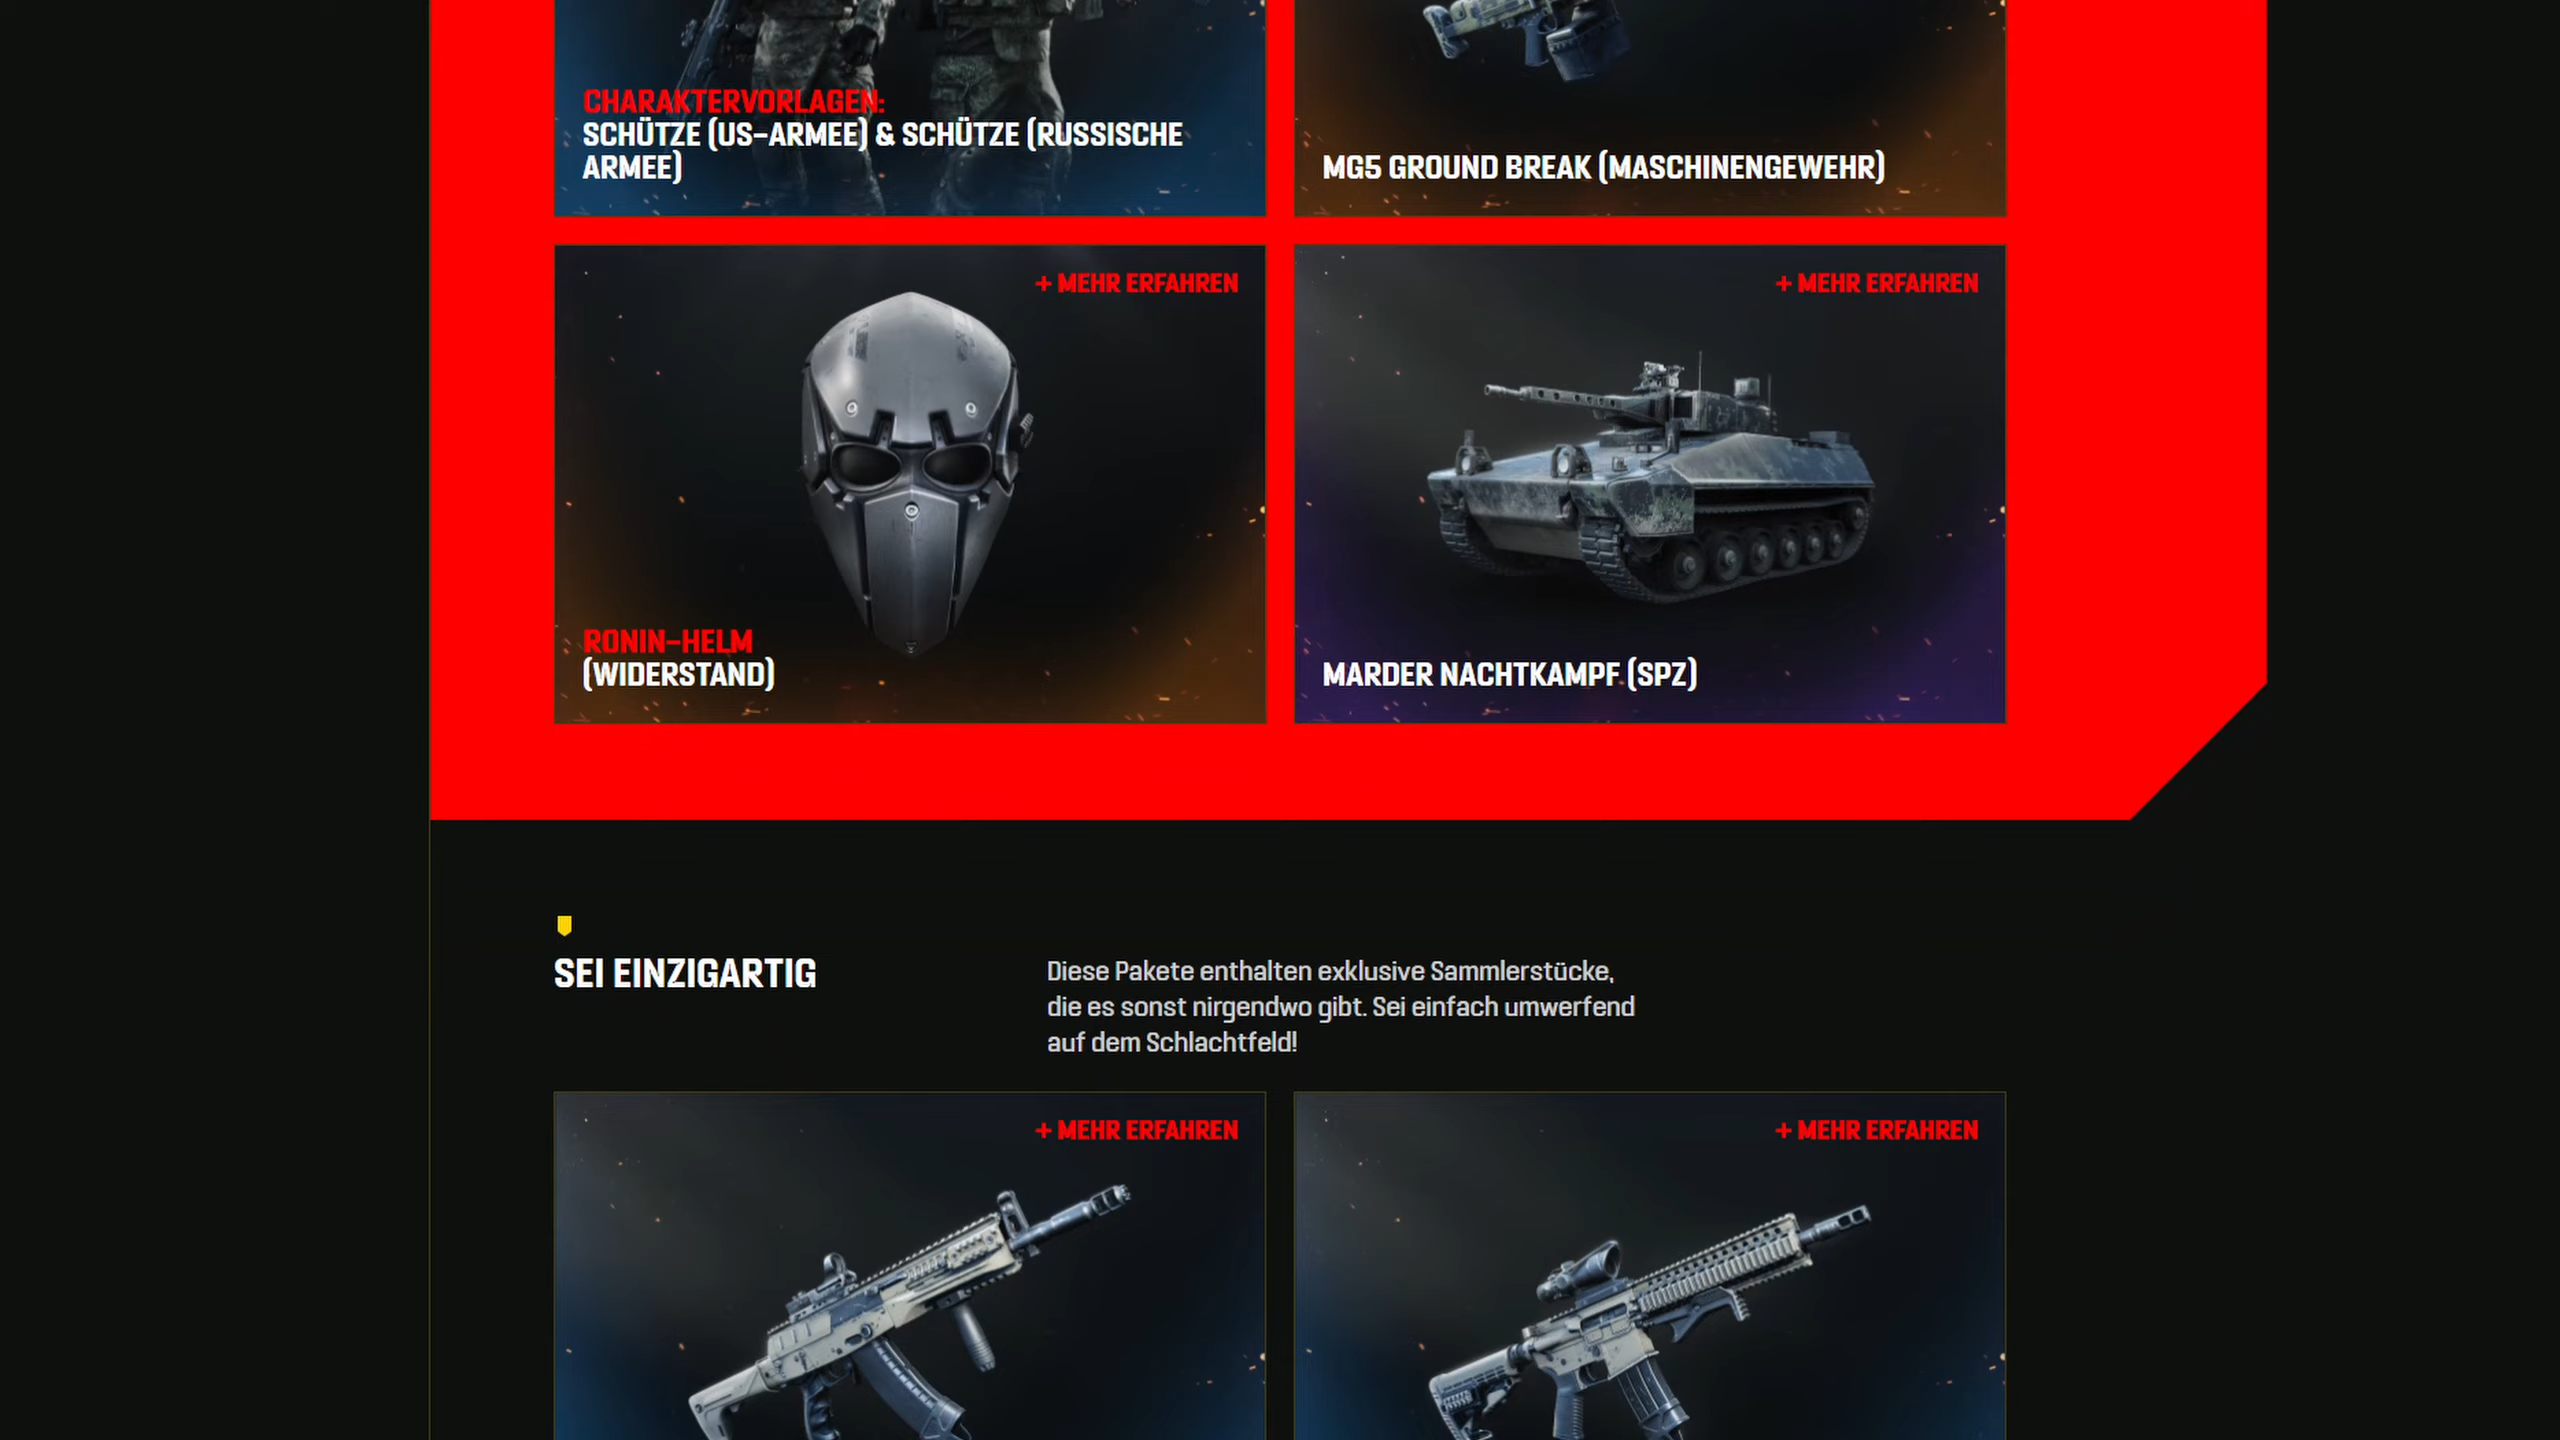 CHARAKTERVORLAGEN:
SCHÜTZE (US-ARMEE) & SCHÜTZE (RUSSISCHE
ARMEE)
MG5 GROUND BREAK (MASCHINENGEWEHR)
+ MEHR ERFAHREN
RONIN-HELM
(WIDERSTAND)
+ MEHR ERFAHREN
MARDER NACHTKAMPF (SPZ)
SEI EINZIGARTIG
Diese Pakete enthalten exklusive Sammlerstücke,
die es sonst nirgendwo gibt. Sei einfach umwerfend
auf dem Schlachtfeld!
+ MEHR ERFAHREN
+ MEHR ERFAHREN